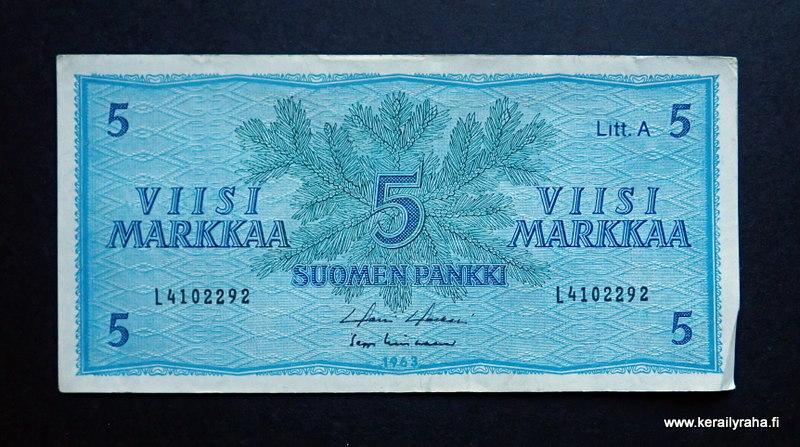 5
Litt. A 5
5
VIISI
MARKKAA
VIISI
MARKKAA
SUOMEN PANKKI
L4102292
L4102292
5
5
1963
www.kerailyraha.fi